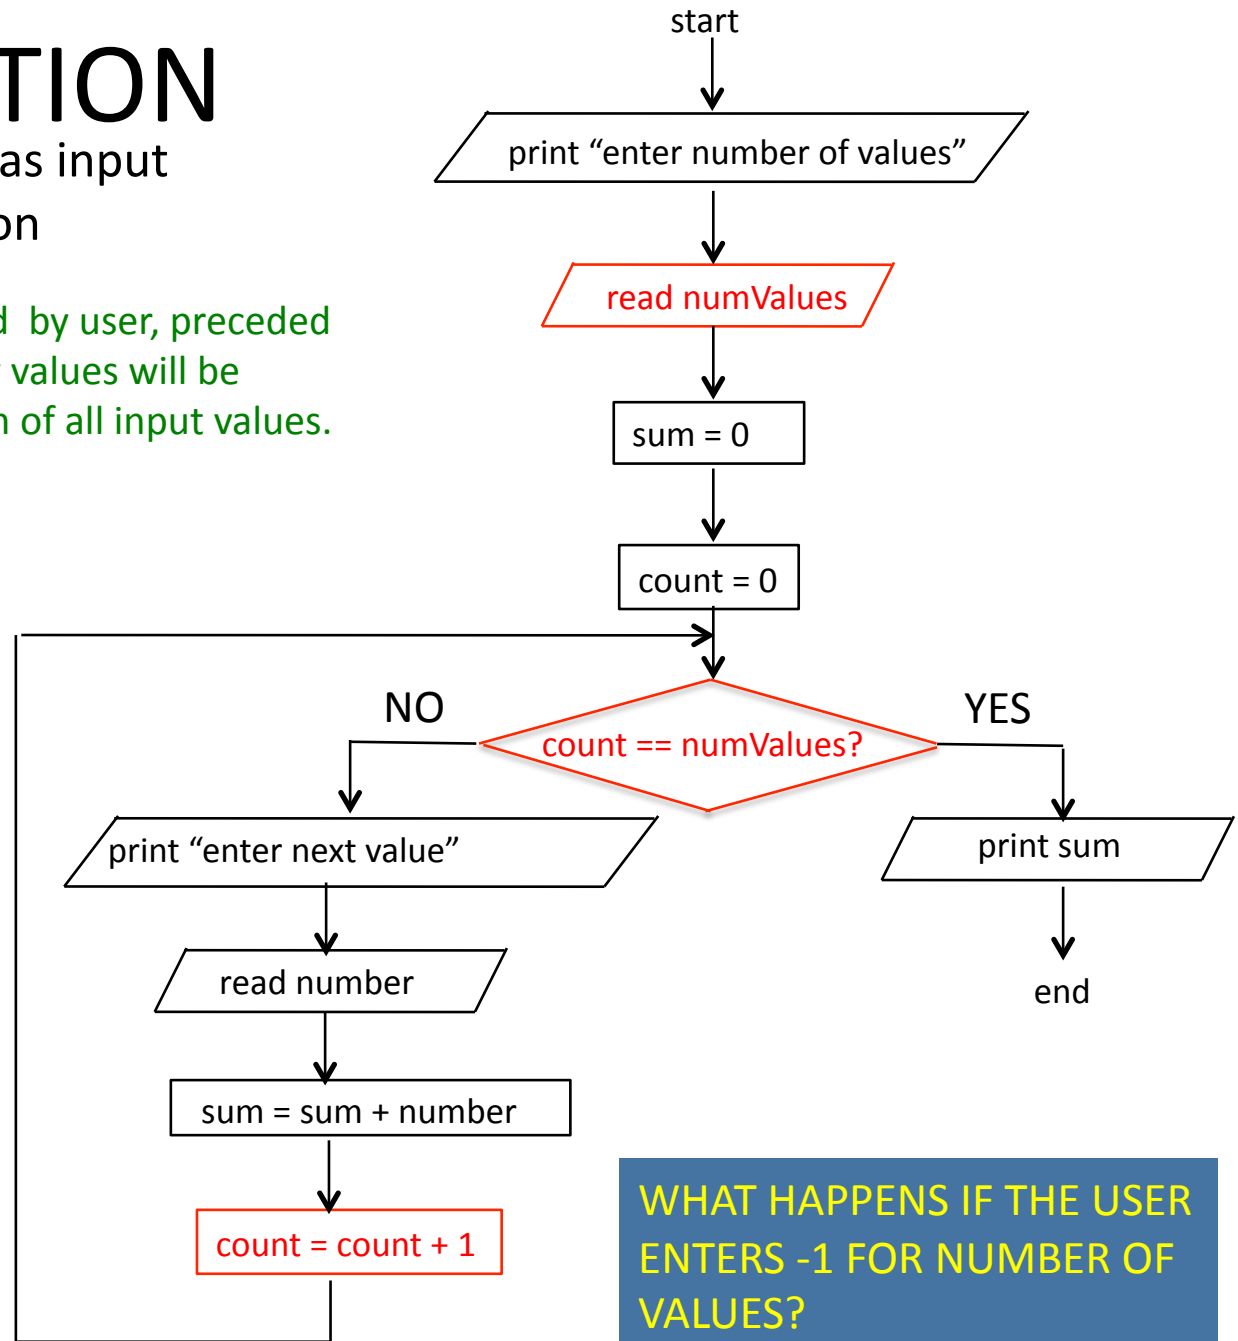 TION
as input
on
by user, preceded
values will be
of all input values.
start
print “enter number of values”
read numValues
sum = 0
count = 0
NO
YES
count == numValues?
print “enter next value”
print sum
read number
end
sum = sum + number
count = count + 1
WHAT HAPPENS IF THE USER
ENTERS -1 FOR NUMBER OF
VALUES?